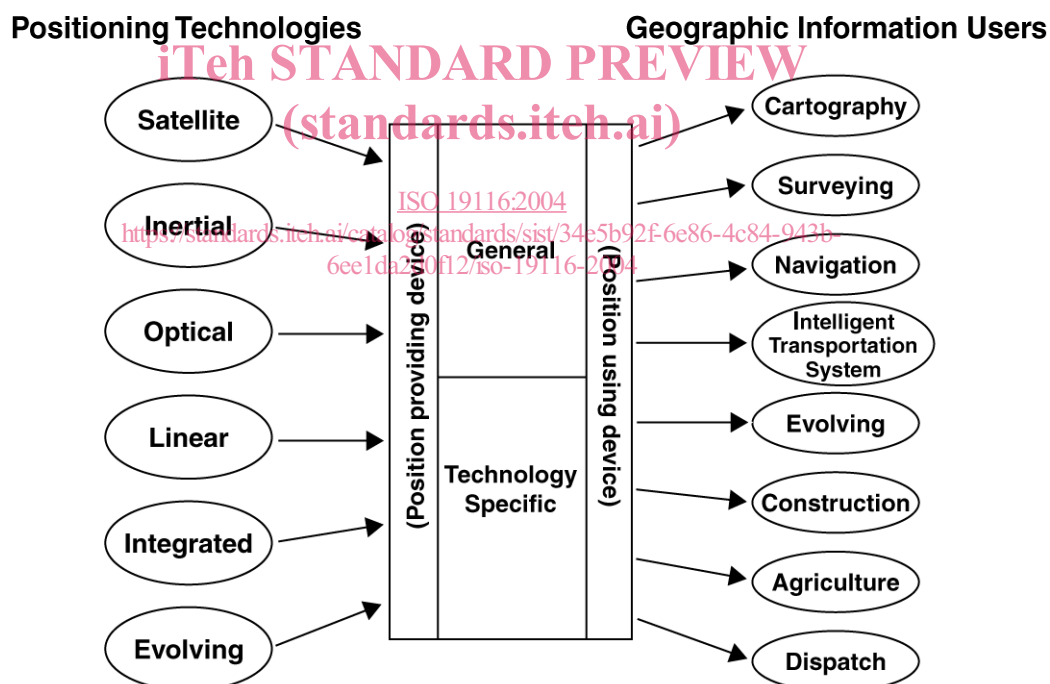 Positioning Technologies
Geographic Information Users
iTeh STANDARD PREVIEW
(standards.iteh.ai)
ISO 19116:2004
https://standards.iteh.ai/catalog/standards/sist/34e5b92f-6e86-4c84-943b-
6ee1da2d0f12/iso-19116-2004
Satellite
Inertial
Optical
Linear
Integrated
Evolving
(Position providing device)
General
Technology
Specific
(Position using device)
Cartography
Surveying
Navigation
Intelligent
Transportation
System
Evolving
Construction
Agriculture
Dispatch